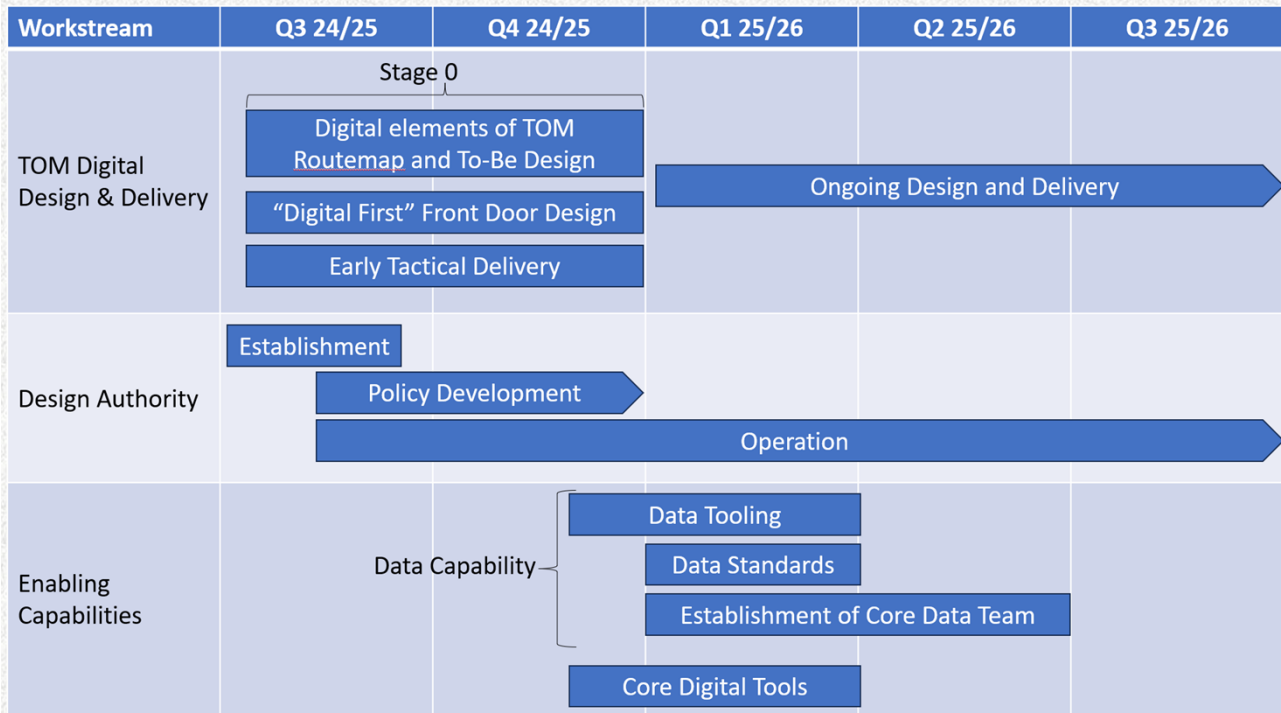 Workstream
Q3 24/25
Q4 24/25
Q1 25/26
Q2 25/26
Q3 25/26
TOM Digital
Design & Delivery
Stage 0
Digital elements of TOM
Routemap and To-Be Design
“Digital First” Front Door Design
Early Tactical Delivery
Ongoing Design and Delivery
Design Authority
Establishment
Policy Development
Operation
Enabling
Capabilities
Data Capability
Data Tooling
Data Standards
Establishment of Core Data Team
Core Digital Tools